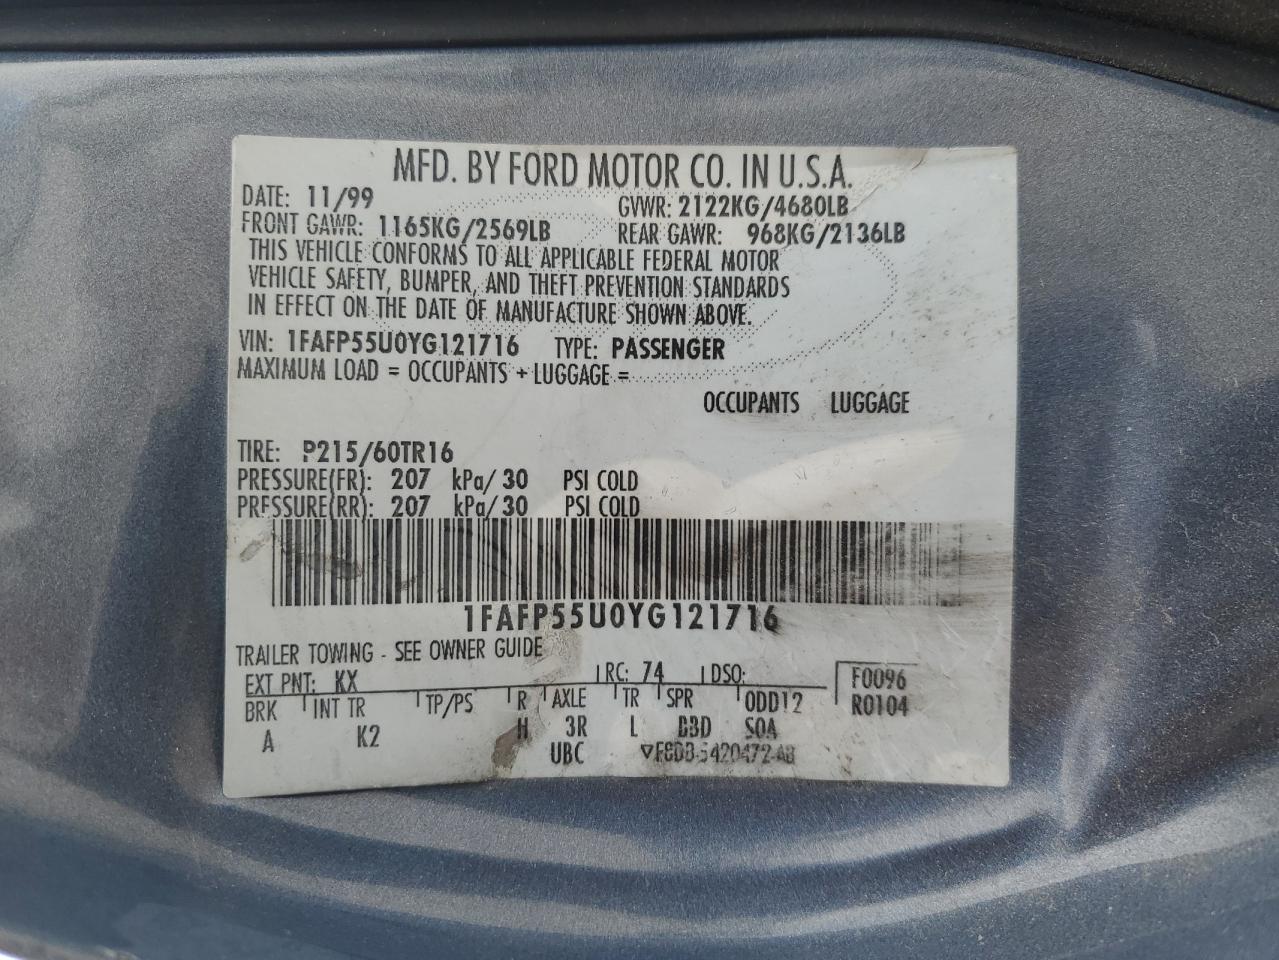 MFD. BY FORD MOTOR CO. IN U.S.A.
DATE: 11/99 GVWR: 2122KG/4680LB
FRONT GAWR: 1165KG/2569LB REAR GAWR: 968KG/2136LB
THIS VEHICLE CONFORMS TO ALL APPLICABLE FEDERAL MOTOR
VEHICLE SAFETY, BUMPER, AND THEFT PREVENTION STANDARDS
IN EFFECT ON THE DATE OF MANUFACTURE SHOWN ABOVE.
VIN: 1FAFP55U0YG121716 TYPE: PASSENGER
MAXIMUM LOAD = OCCUPANTS + LUGGAGE =
OCCUPANTS LUGGAGE
TIRE: P215/60TR16
PRESSURE(FR): 207 kPa/ 30 PSI COLD
PRESSURE(RR): 207 kPa/ 30 PSI COLD
1FAFP55U0YG121716
TRAILER TOWING - SEE OWNER GUIDE
EXT PNT: KX RC: 74 DSO: F0096
BRK INT TR TP/PS R AXLE TR SPR ODD12 R0104
A K2 H 3R L BBD SOA
UBC